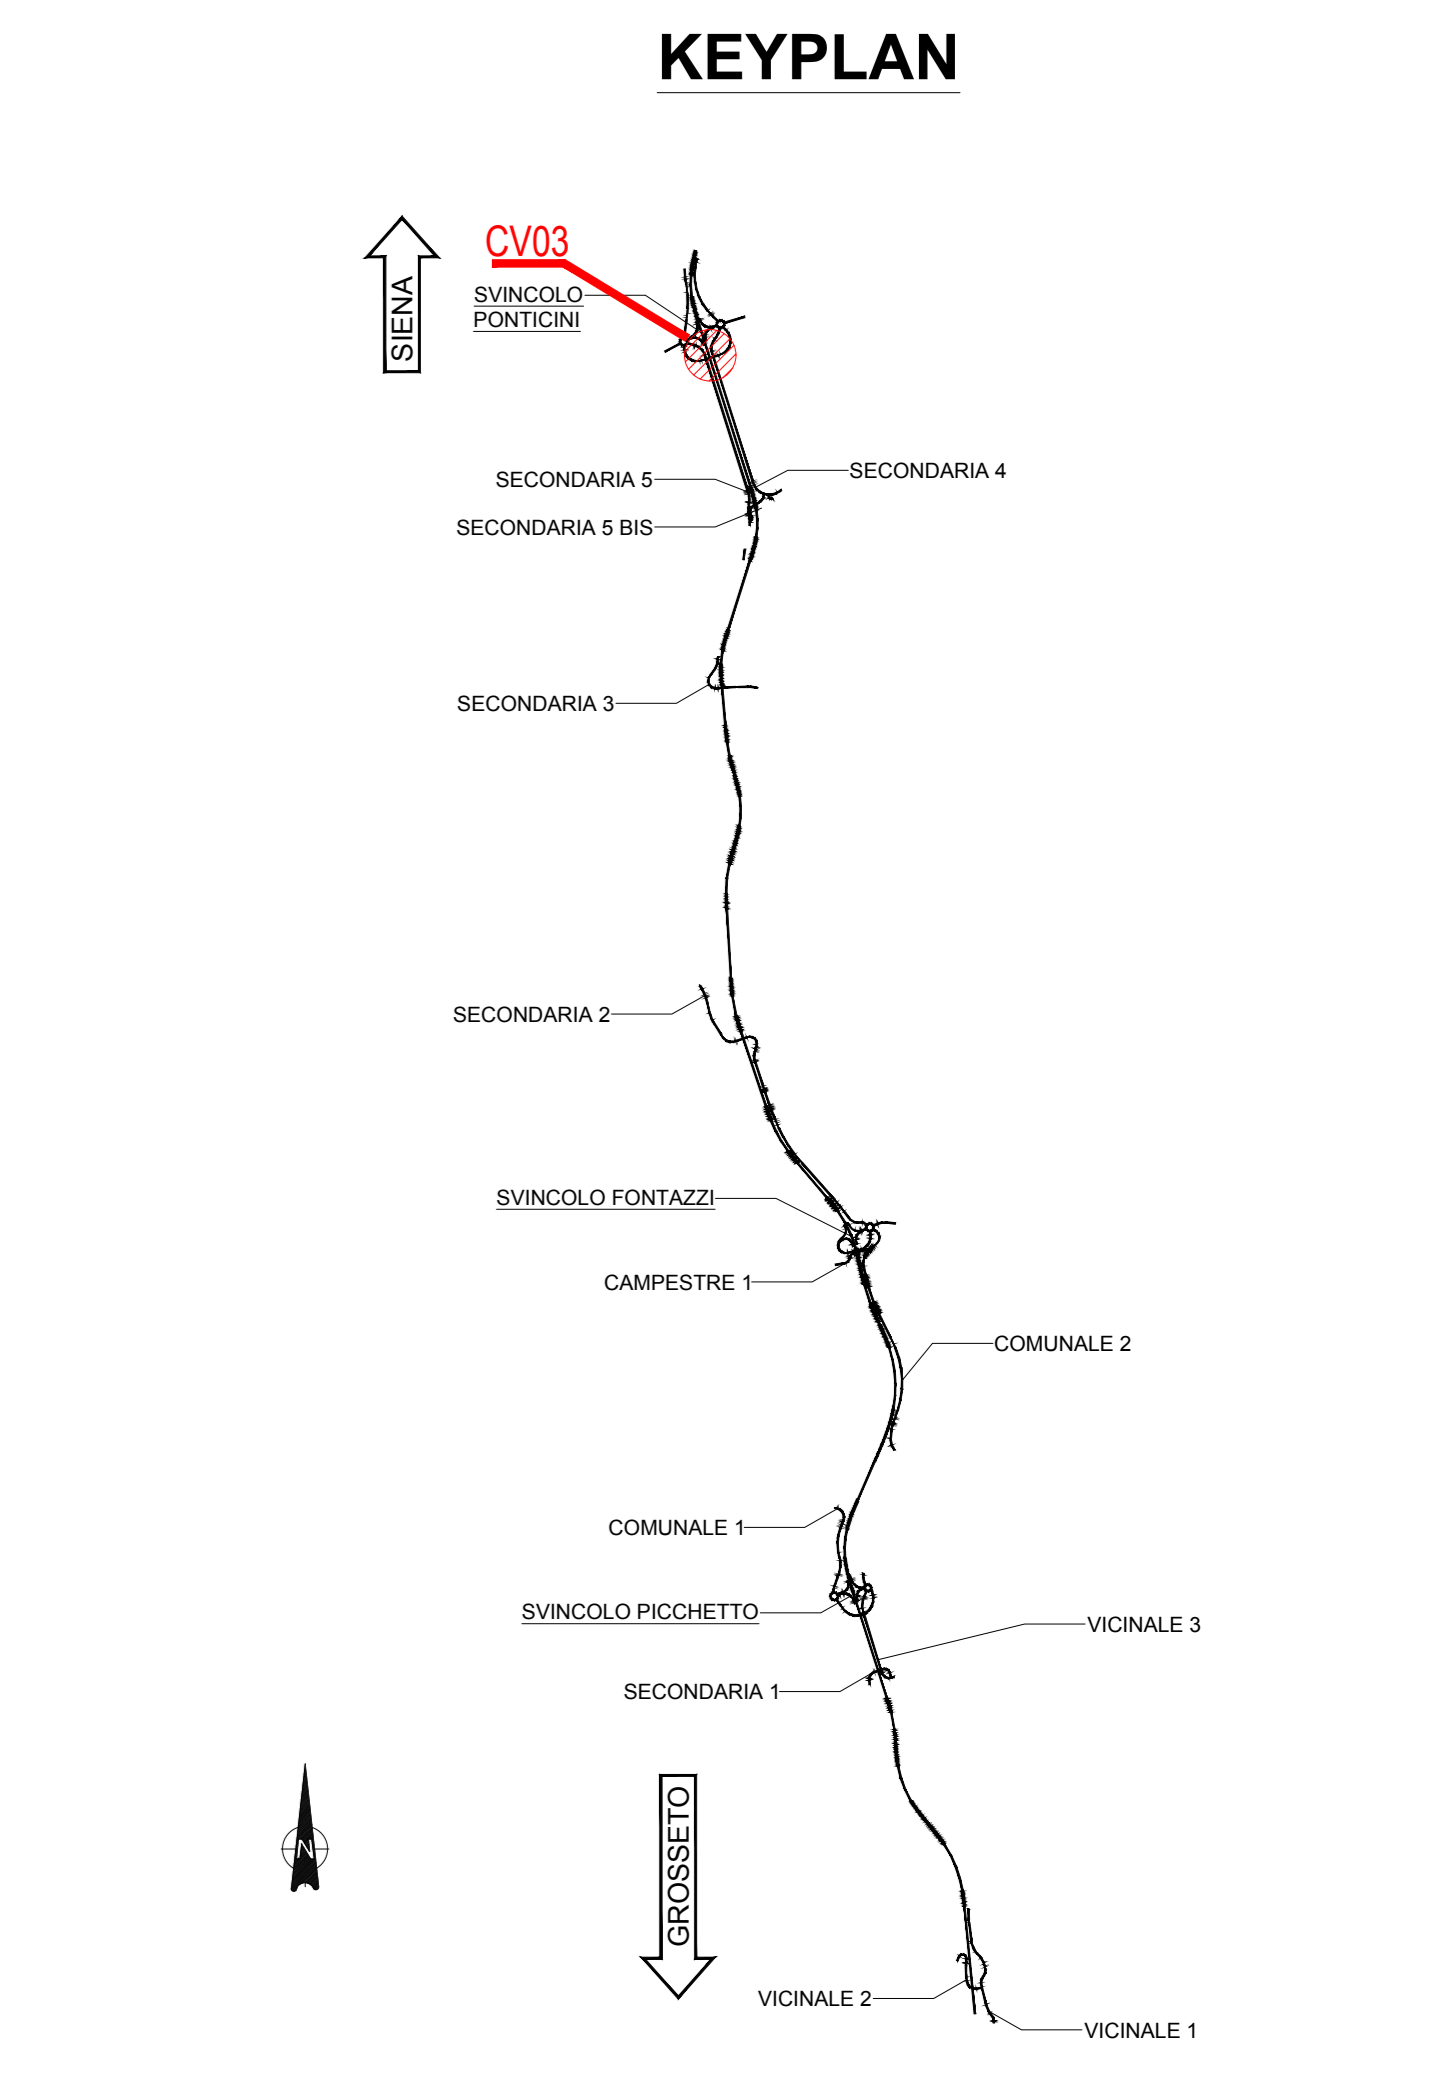 KEYPLAN
SIENA
CV03
SVINCOLO
PONTICINI
SECONDARIA 4
SECONDARIA 5
SECONDARIA 5 BIS
SECONDARIA 3
SECONDARIA 2
SVINCOLO FONTAZZI
CAMPESTRE 1
COMUNALE 2
COMUNALE 1
SVINCOLO PICCHETTO
VICINALE 3
SECONDARIA 1
N
GROSSETO
VICINALE 2
VICINALE 1